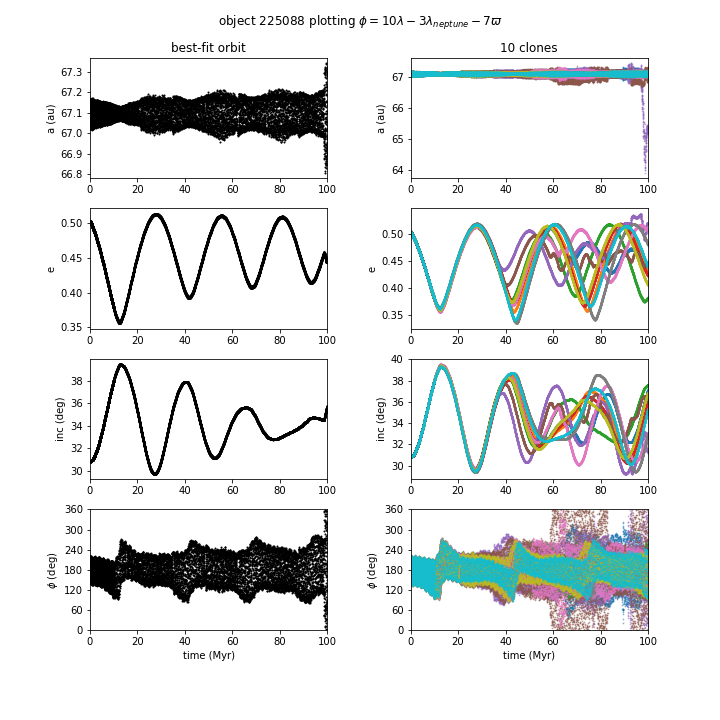 object 225088 plotting ϕ = 10λ − 3λneptune − 7ϖ
best-fit orbit
10 clones
67.3
67.2
67.1
67.0
66.9
66.8
a (au)
0 20 40 60 80 100
67
66
65
64
a (au)
0 20 40 60 80 100
0.50
0.45
0.40
0.35
e
0 20 40 60 80 100
0.50
0.45
0.40
0.35
e
0 20 40 60 80 100
38
36
34
32
30
inc (deg)
0 20 40 60 80 100
40
38
36
34
32
30
inc (deg)
0 20 40 60 80 100
360
300
240
180
120
60
0
ϕ (deg)
0 20 40 60 80 100
time (Myr)
360
300
240
180
120
60
0
ϕ (deg)
0 20 40 60 80 100
time (Myr)